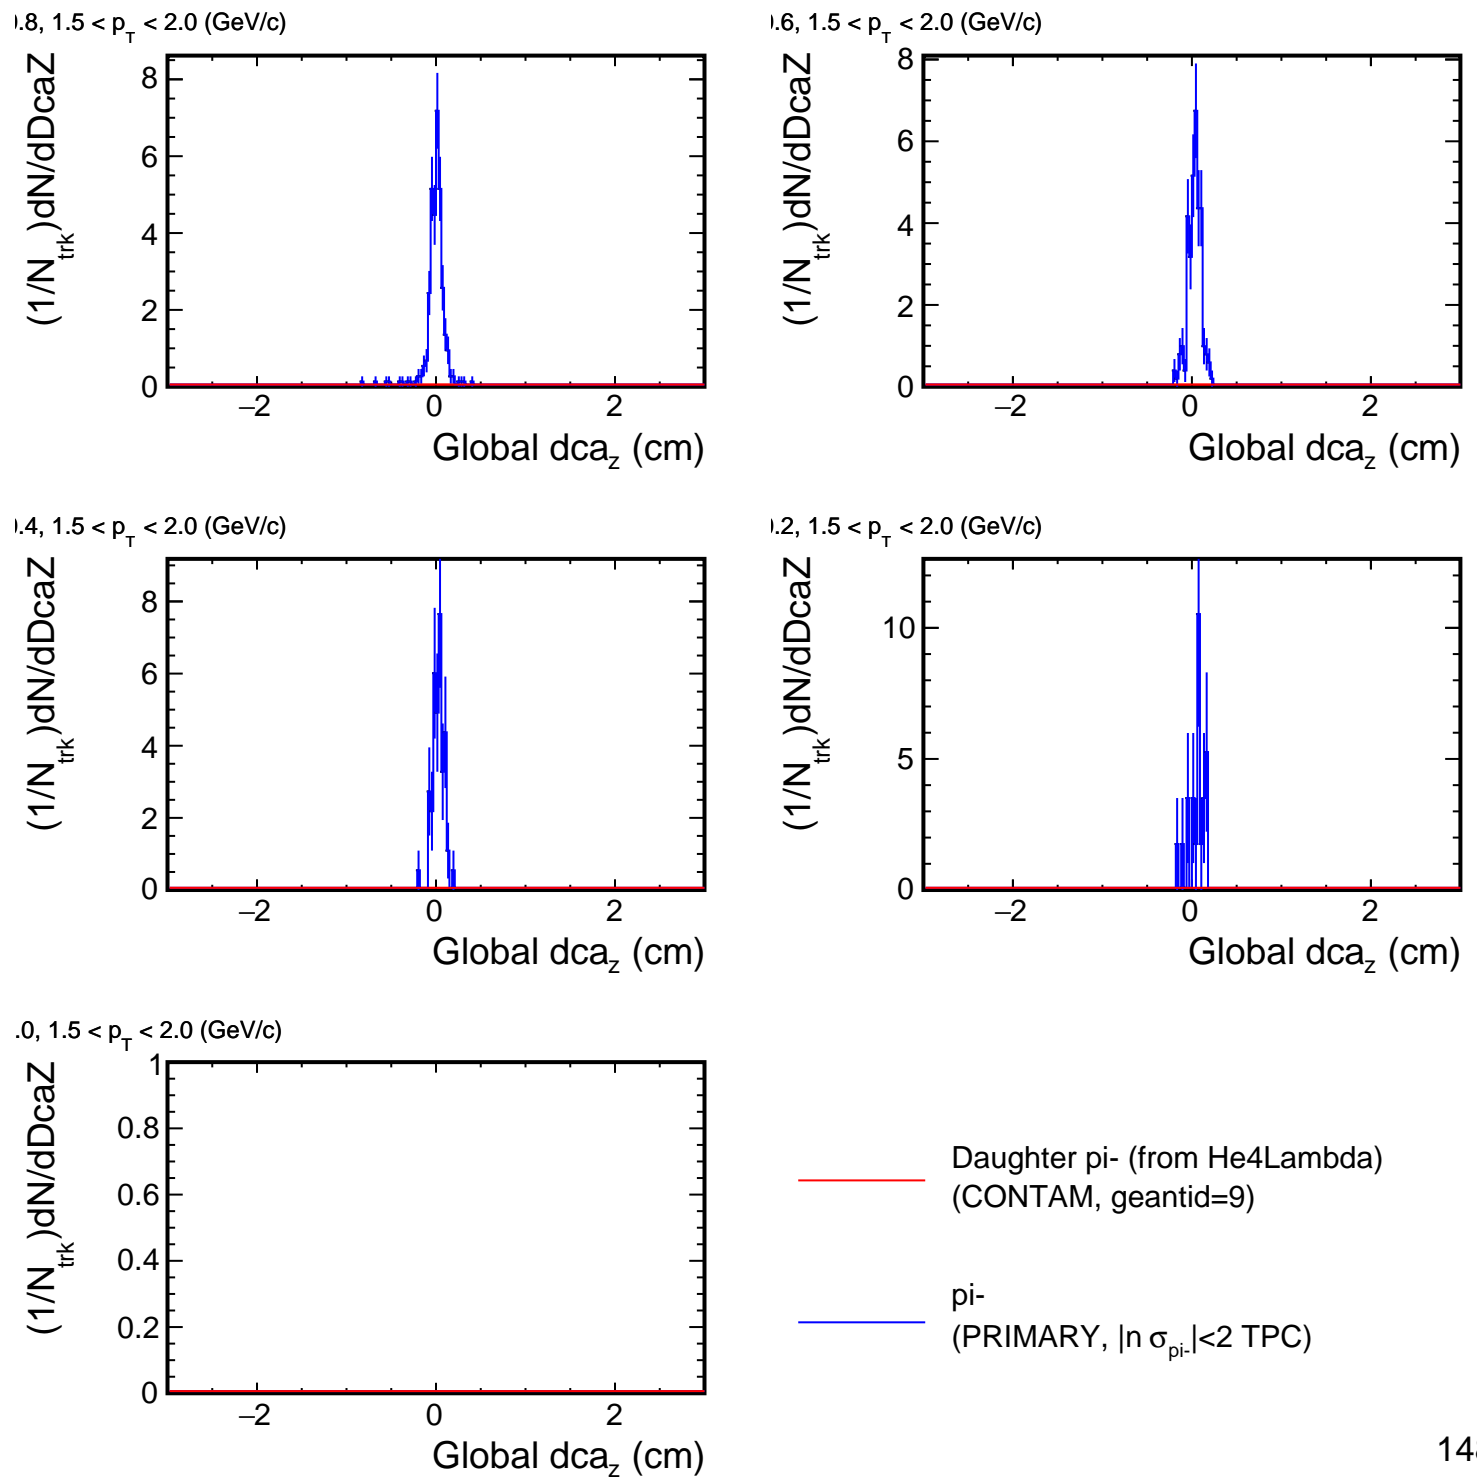 ).8, 1.5 < p_T < 2.0 (GeV/c)
(1/N_trk)dN/dDcaZ
8
6
4
2
0
−2 0 2
Global dca_z (cm)
).6, 1.5 < p_T < 2.0 (GeV/c)
(1/N_trk)dN/dDcaZ
8
6
4
2
0
−2 0 2
Global dca_z (cm)
).4, 1.5 < p_T < 2.0 (GeV/c)
(1/N_trk)dN/dDcaZ
8
6
4
2
0
−2 0 2
Global dca_z (cm)
).2, 1.5 < p_T < 2.0 (GeV/c)
(1/N_trk)dN/dDcaZ
10
5
0
−2 0 2
Global dca_z (cm)
.0, 1.5 < p_T < 2.0 (GeV/c)
(1/N_trk)dN/dDcaZ
1
0.8
0.6
0.4
0.2
0
−2 0 2
Global dca_z (cm)
Daughter pi- (from He4Lambda)
(CONTAM, geantid=9)
pi-
(PRIMARY, |n σ_pi-|<2 TPC)